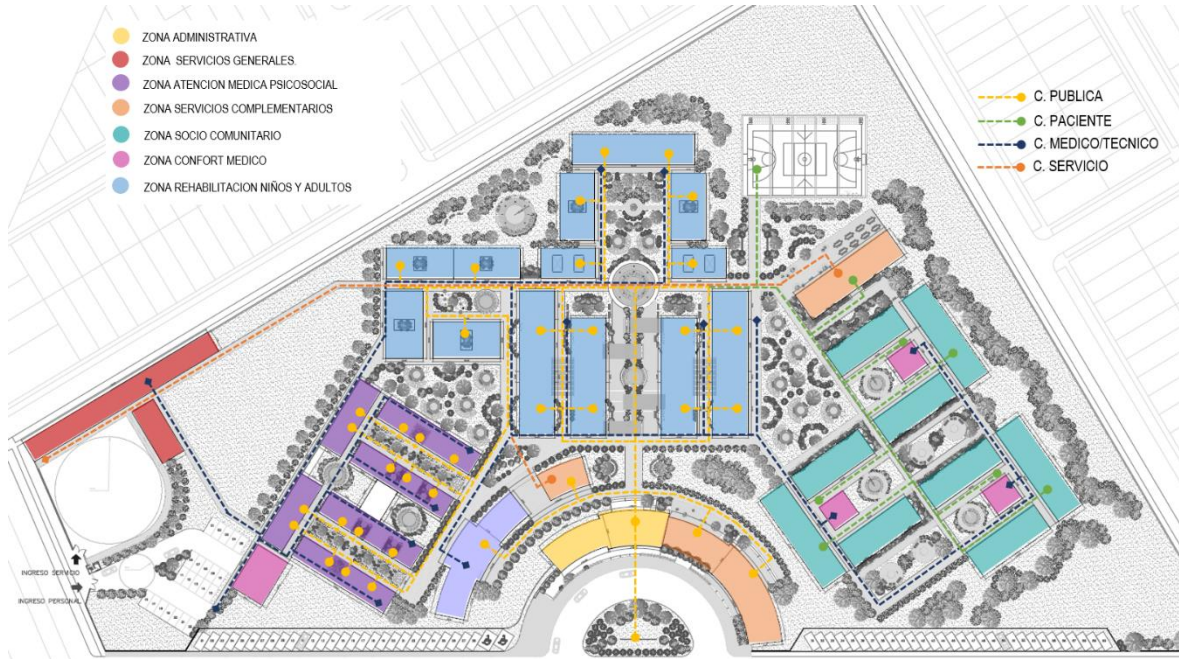 ZONA ADMINISTRATIVA
ZONA SERVICIOS GENERALES.
ZONA ATENCION MEDICA PSICOSOCIAL
ZONA SERVICIOS COMPLEMENTARIOS
ZONA SOCIO COMUNITARIO
ZONA CONFORT MEDICO
ZONA REHABILITACION NIÑOS Y ADULTOS
C. PUBLICA
C. PACIENTE
C. MEDICO/TECNICO
C. SERVICIO
INGRESO SERVICIO
INGRESO PERSONAL